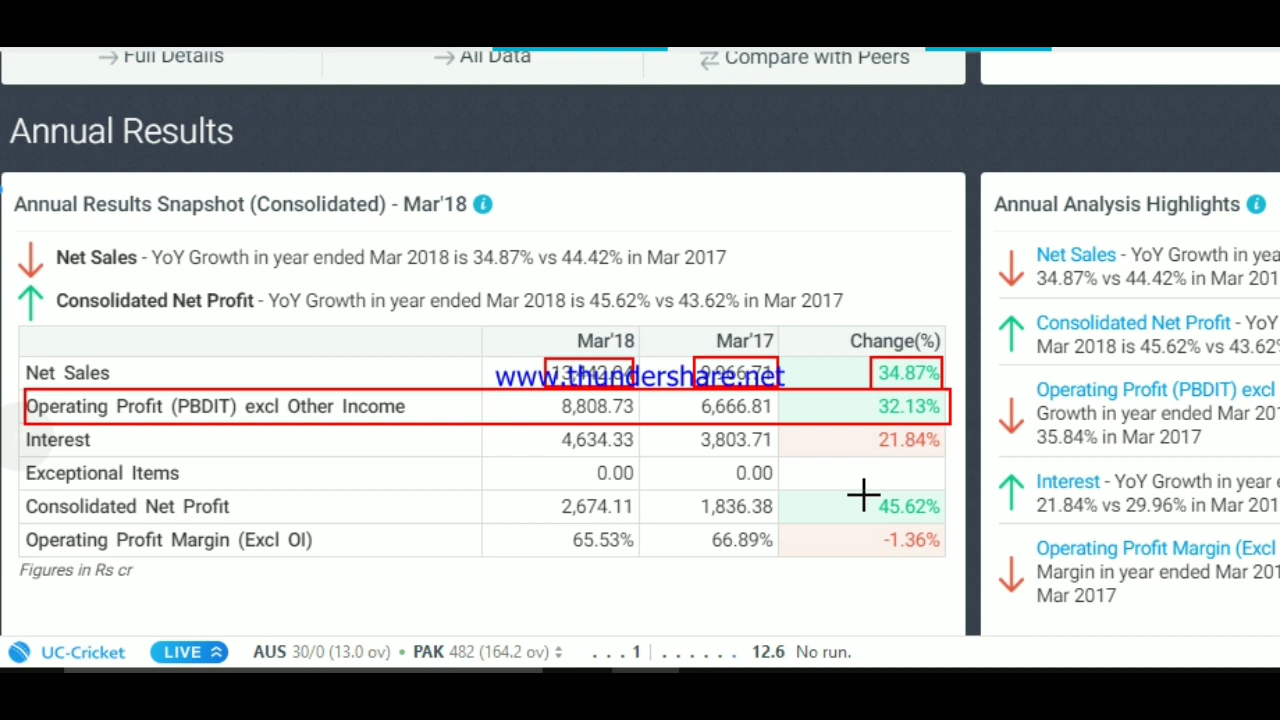 Full Details
All Data
Compare with Peers
Annual Results
Annual Results Snapshot (Consolidated) - Mar'18
Net Sales - YoY Growth in year ended Mar 2018 is 34.87% vs 44.42% in Mar 2017
Consolidated Net Profit - YoY Growth in year ended Mar 2018 is 45.62% vs 43.62% in Mar 2017
Mar'18 Mar'17 Change(%)
Net Sales 34.87%
www.thundershare.net
Operating Profit (PBDIT) excl Other Income 8,808.73 6,666.81 32.13%
Interest 4,634.33 3,803.71 21.84%
Exceptional Items 0.00 0.00
Consolidated Net Profit 2,674.11 1,836.38 45.62%
Operating Profit Margin (Excl OI) 65.53% 66.89% -1.36%
Figures in Rs cr
Annual Analysis Highlights
Net Sales - YoY Growth in yea
34.87% vs 44.42% in Mar 201
Consolidated Net Profit - YoY
Mar 2018 is 45.62% vs 43.62%
Operating Profit (PBDIT) excl
Growth in year ended Mar 201
35.84% in Mar 2017
Interest - YoY Growth in year e
21.84% vs 29.96% in Mar 201
Operating Profit Margin (Excl
Margin in year ended Mar 201
Mar 2017
UC-Cricket LIVE AUS 30/0 (13.0 ov) • PAK 482 (164.2 ov) . . . 1 | . . . . . . 12.6 No run.